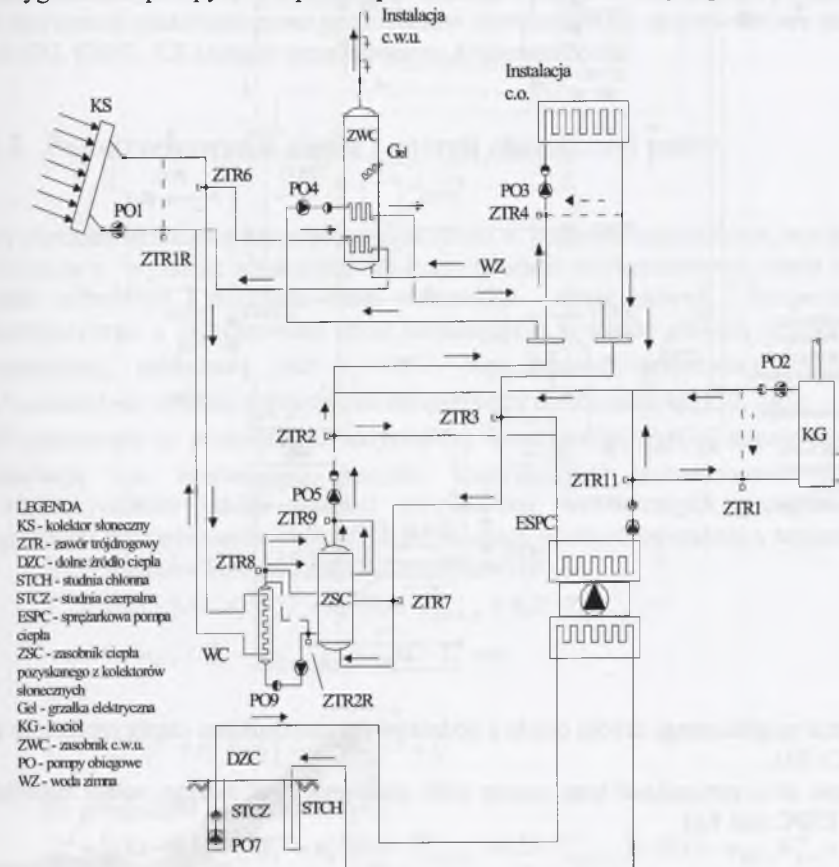 pompy
Instalacja
c.w.u.
Instalacja
c.o.
KS
ZWC
Gel
ZTR6
PO4
PO3
PO1
ZTR4
ZTR1R
WZ
PO2
ZTR2
ZTR3
KG
PO5
ZTR11
ZTR9
ESPC
ZTR1
ZTR8
ZSC
ZTR7
WC
PO9
ZTR2R
LEGENDA
KS - kolektor słoneczny
ZTR - zawór trójdrogowy
DZC - dolne źródło ciepła
STCH - studnia chłonna
STCZ - studnia czerpalna
ESPC - sprężarkowa pompa
ciepła
ZSC - zasobnik ciepła
pozyskanego z kolektorów
słonecznych
Gel - grzałka elektryczna
KG - kocioł
ZWC - zasobnik c.w.u.
PO - pompy obiegowe
WZ - woda zimna
DZC
STCZ
STCH
PO7